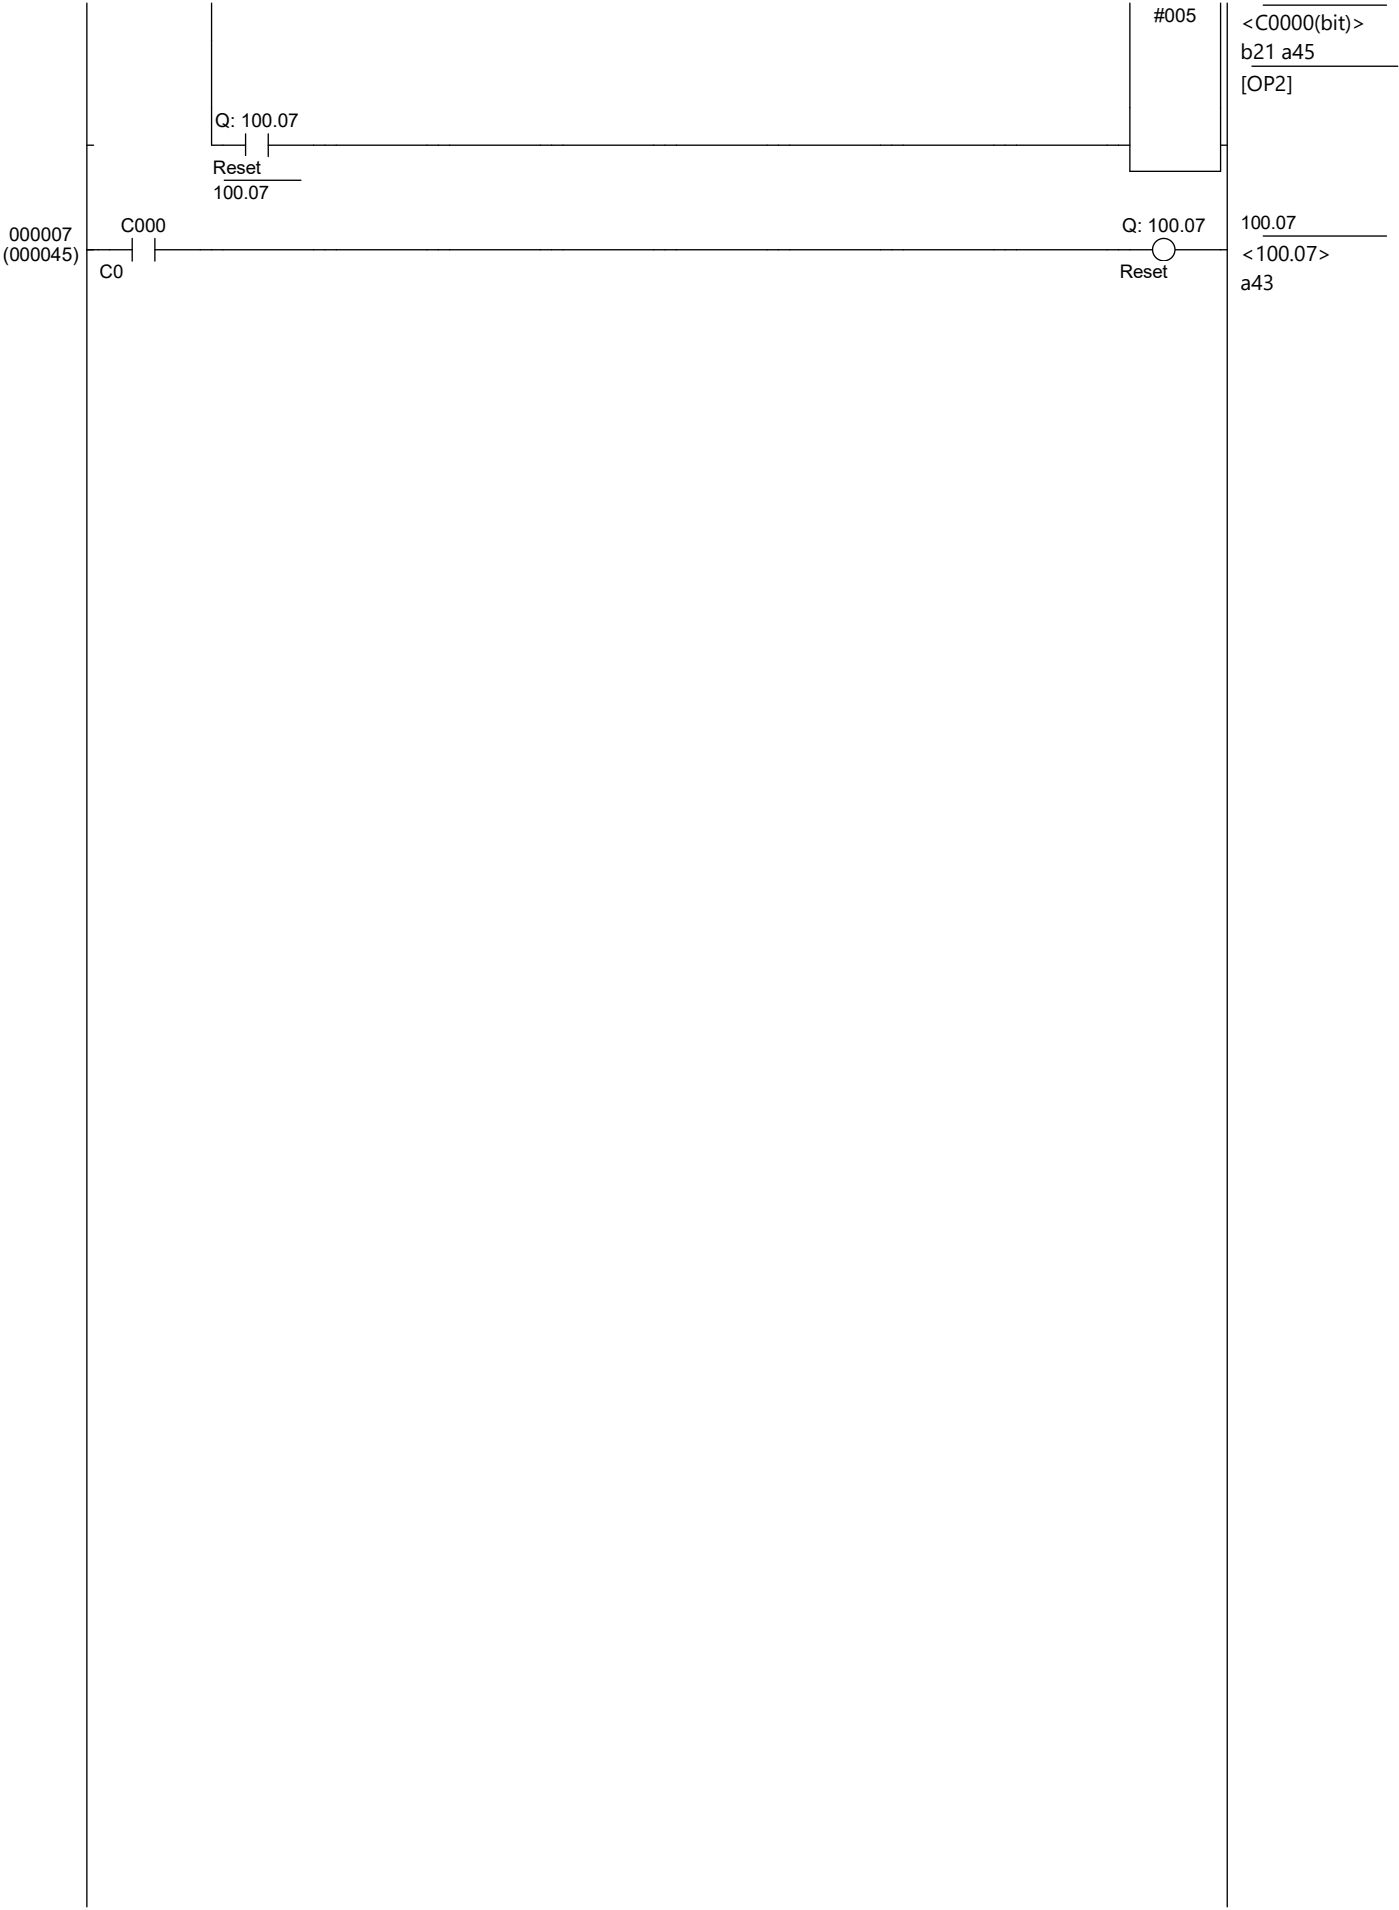 #005
<C0000(bit)>
b21 a45
[OP2]
Q: 100.07
Reset
100.07
000007
(000045)
C000
C0
Q: 100.07
Reset
100.07
<100.07>
a43